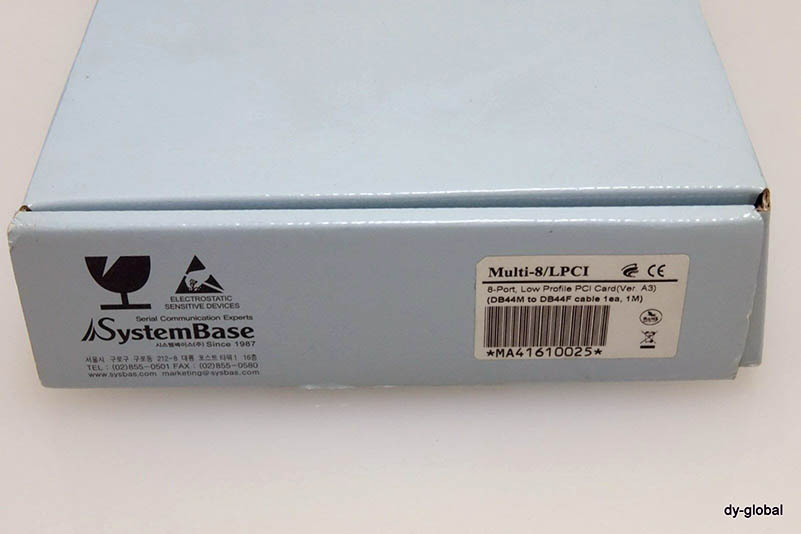 ELECTROSTATIC
SENSITIVE DEVICES
Serial Communication Experts
SystemBase
시스템베이스(주) Since 1987
서울시 구로구 구로동 212-8 대륭 포스트타워1 16층
TEL : (02)855-0501 FAX : (02)855-0580
www.sysbas.com marketing@sysbas.com
Multi-8/LPCI
CE
8-Port, Low Profile PCI Card(Ver. A3)
(DB44M to DB44F cable 1ea, 1M)
*MA41610025*
dy-global